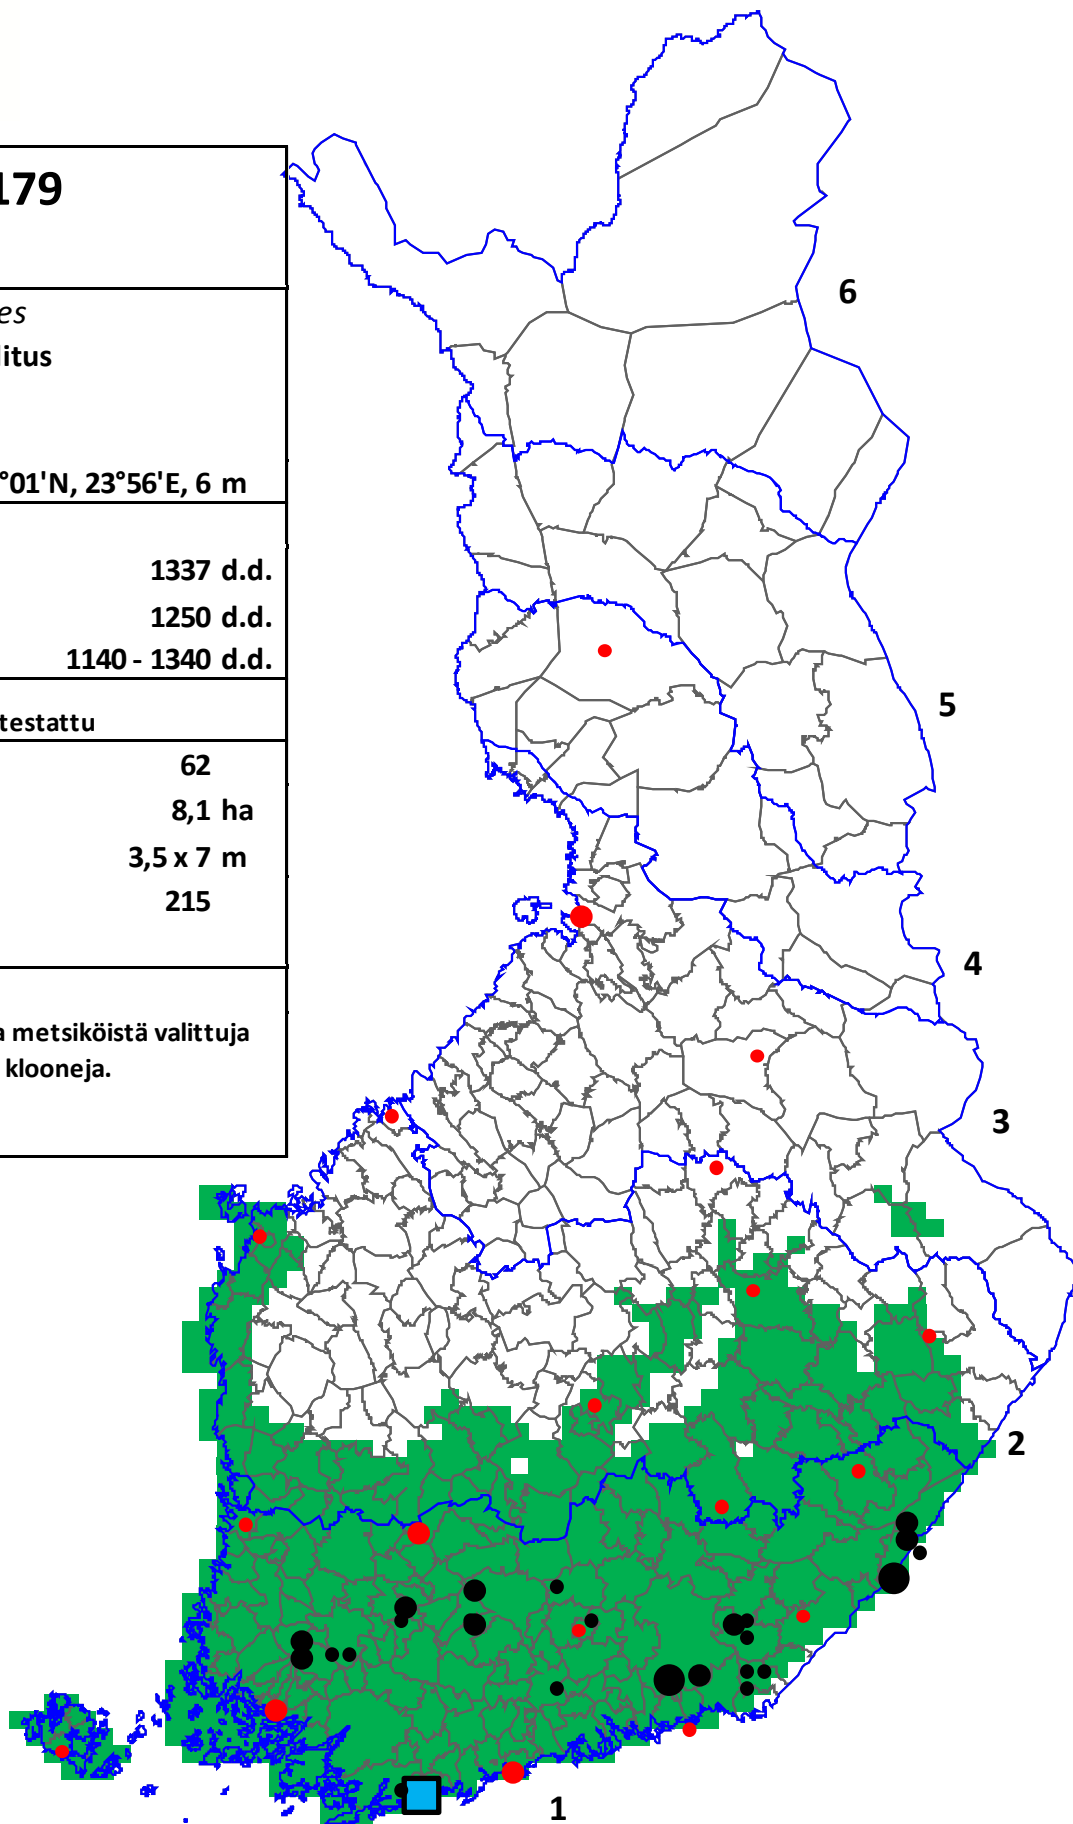 179
es
litus
°01'N, 23°56'E, 6 m
1337 d.d.
1250 d.d.
1140 - 1340 d.d.
testattu
62
8,1 ha
3,5 x 7 m
215
a metsiköistä valittuja
klooneja.
6
5
4
3
2
1